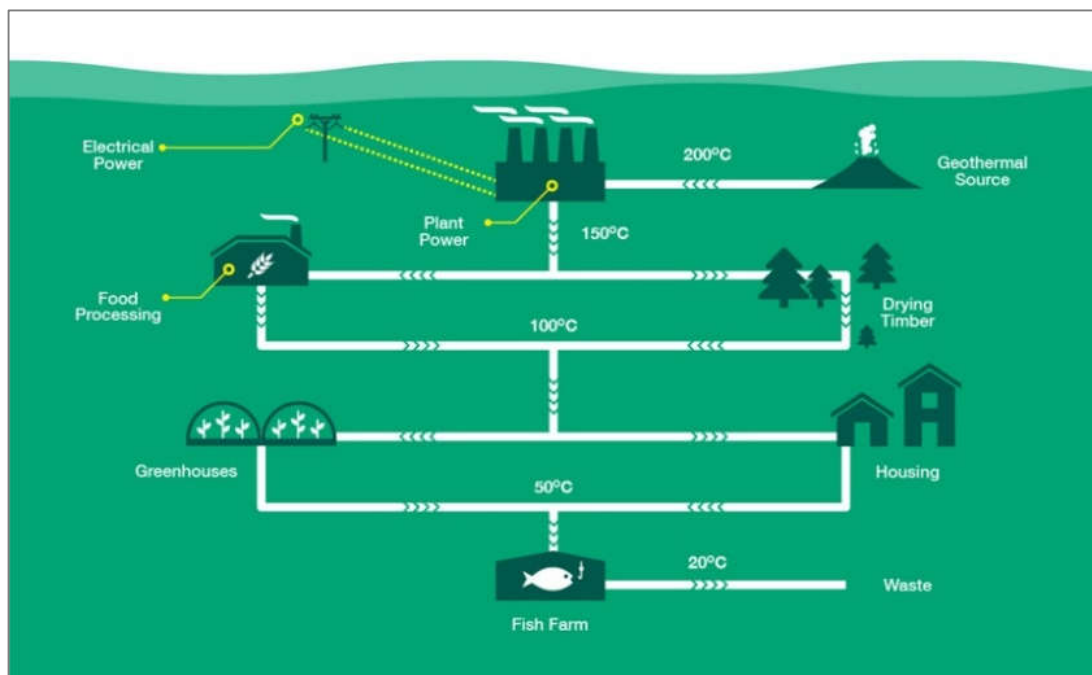 Electrical
Power
200°C
Geothermal
Source
Plant
Power
150°C
Food
Processing
100°C
Drying
Timber
Greenhouses
50°C
Housing
20°C
Waste
Fish Farm